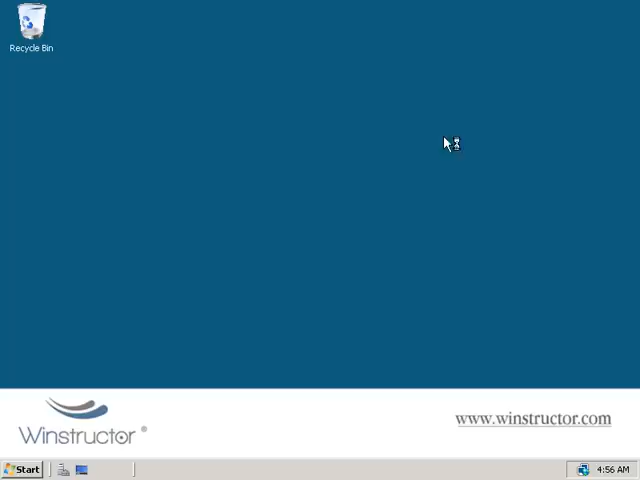 Recycle Bin
Winstructor ®
www.winstructor.com
Start
4:56 AM